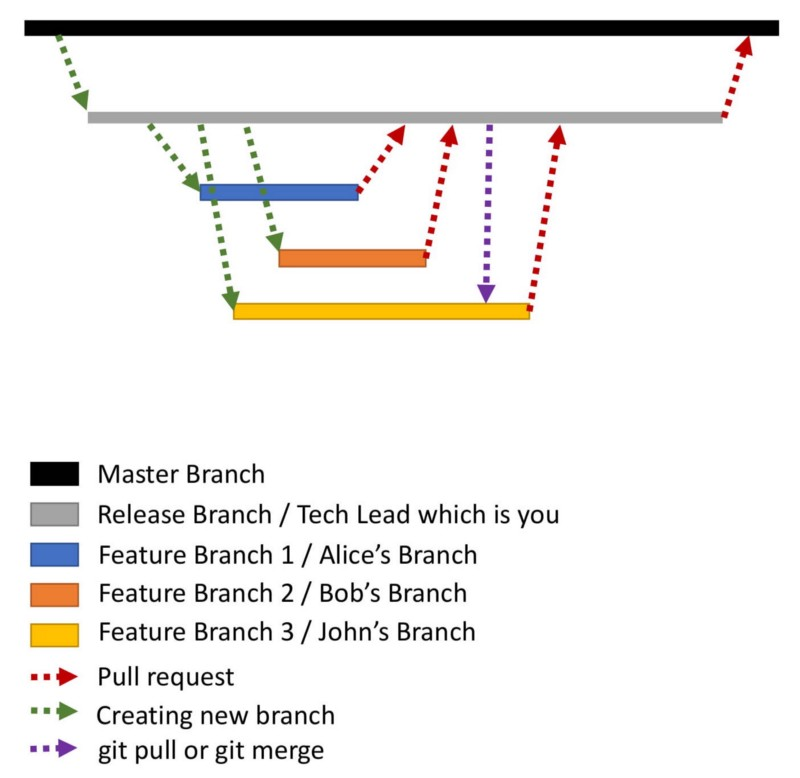 Master Branch
Release Branch / Tech Lead which is you
Feature Branch 1 / Alice’s Branch
Feature Branch 2 / Bob’s Branch
Feature Branch 3 / John’s Branch
Pull request
Creating new branch
git pull or git merge